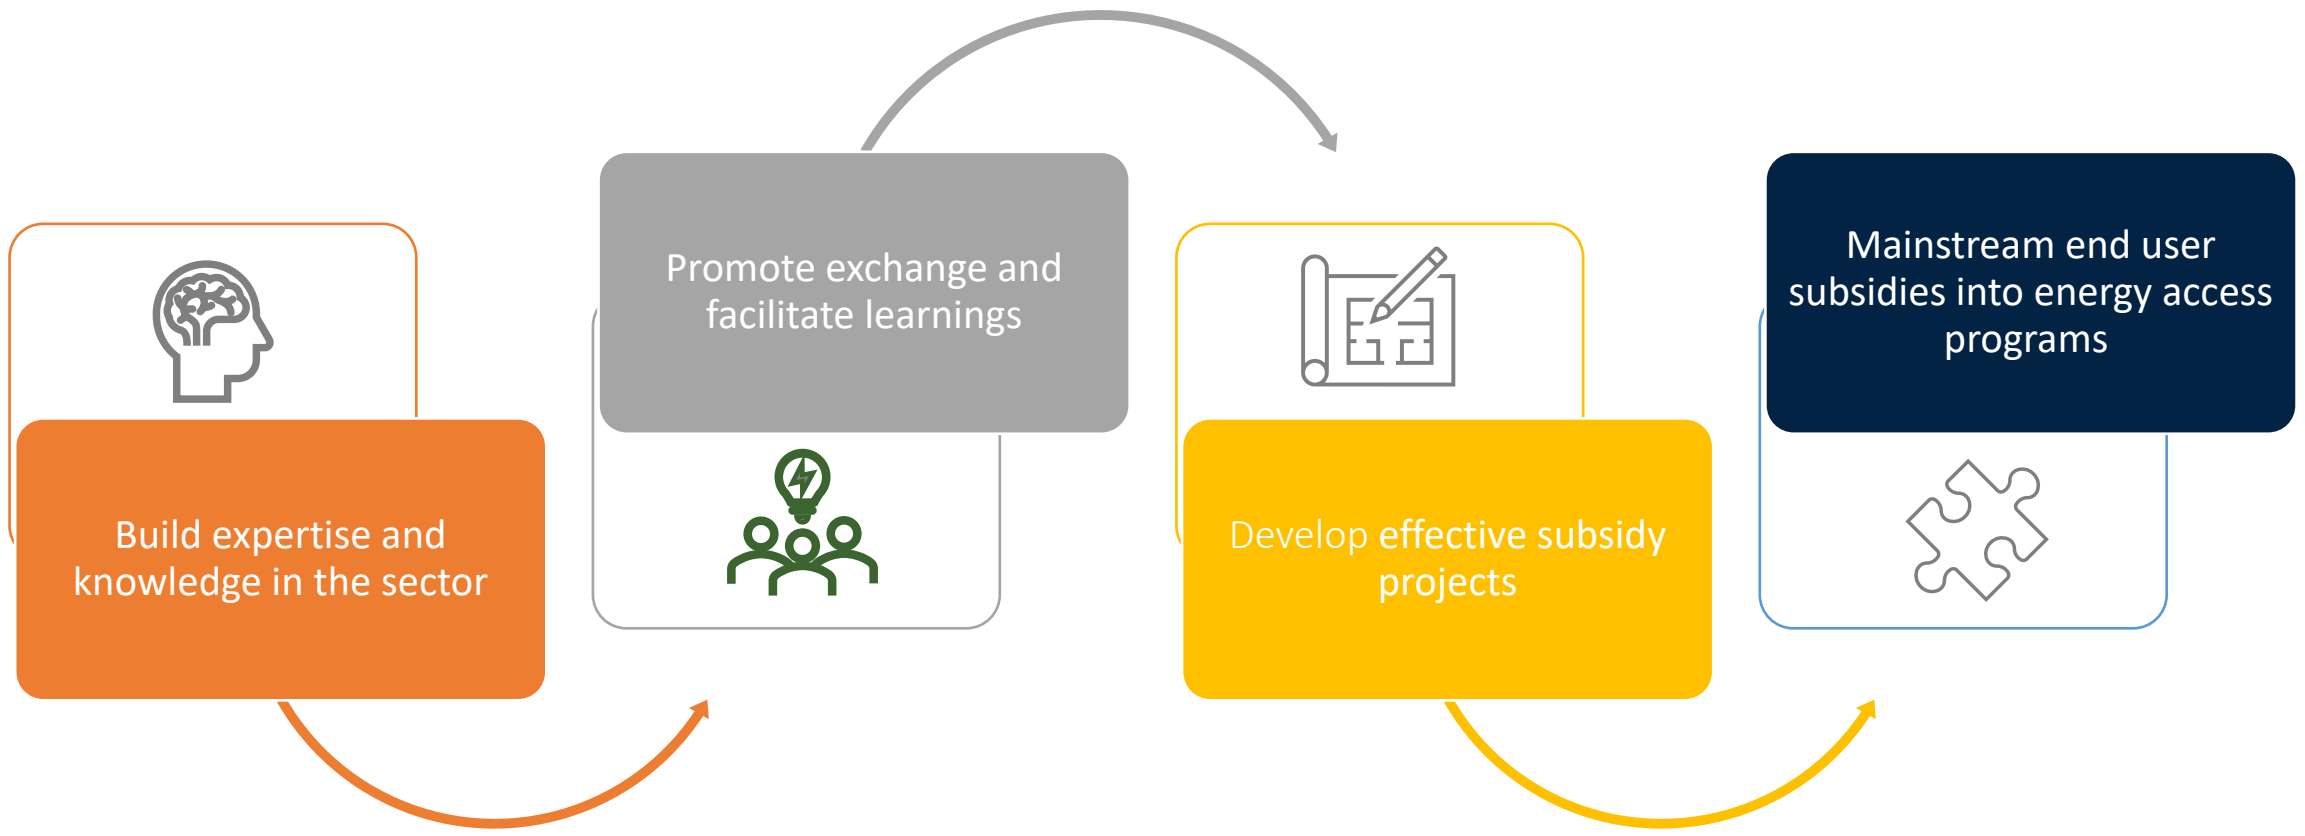 Build expertise and
knowledge in the sector
Promote exchange and
facilitate learnings
Develop effective subsidy
projects
Mainstream end user
subsidies into energy access
programs